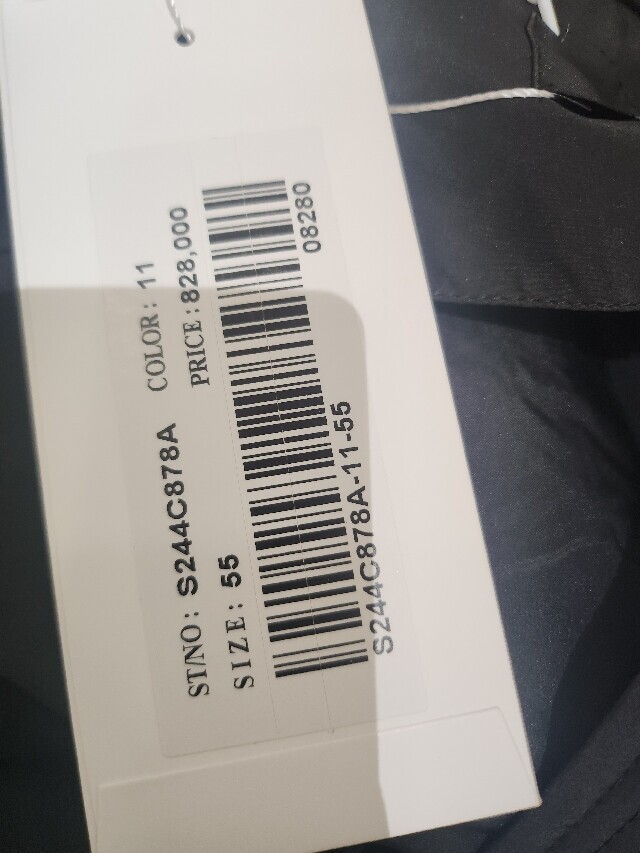 ST/NO: S244C878A COLOR: 11
SIZE: 55 PRICE:828,000
S244C878A-11-55 08280